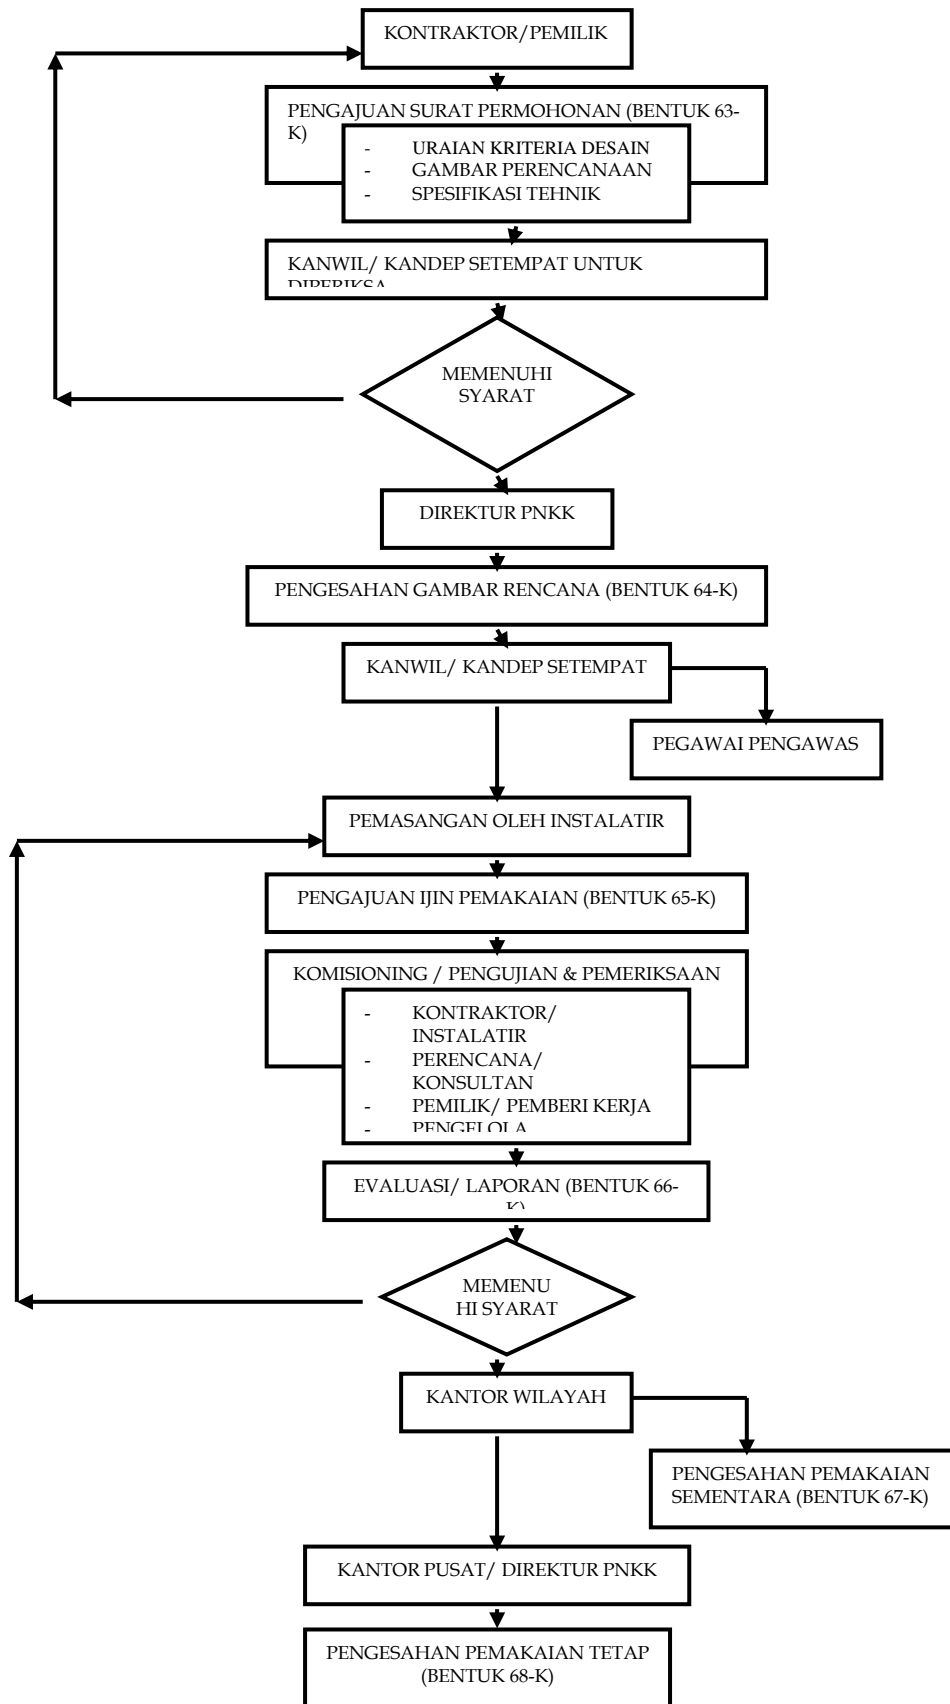 KONTRAKTOR/PEMILIK
PENGAJUAN SURAT PERMOHONAN (BENTUK 63-
K)
- URAIAN KRITERIA DESAIN
- GAMBAR PERENCANAAN
- SPESIFIKASI TEHNIK
KANWIL/ KANDEP SETEMPAT UNTUK
DIPERIKSA
MEMENUHI
SYARAT
DIREKTUR PNKK
PENGESAHAN GAMBAR RENCANA (BENTUK 64-K)
KANWIL/ KANDEP SETEMPAT
PEGAWAI PENGAWAS
PEMASANGAN OLEH INSTALATIR
PENGAJUAN IJIN PEMAKAIAN (BENTUK 65-K)
KOMISIONING / PENGUJIAN & PEMERIKSAAN
- KONTRAKTOR/
INSTALATIR
- PERENCANA/
KONSULTAN
- PEMILIK/ PEMBERI KERJA
- PENGELOLA
EVALUASI/ LAPORAN (BENTUK 66-
K)
MEMENU
HI SYARAT
KANTOR WILAYAH
PENGESAHAN PEMAKAIAN
SEMENTARA (BENTUK 67-K)
KANTOR PUSAT/ DIREKTUR PNKK
PENGESAHAN PEMAKAIAN TETAP
(BENTUK 68-K)